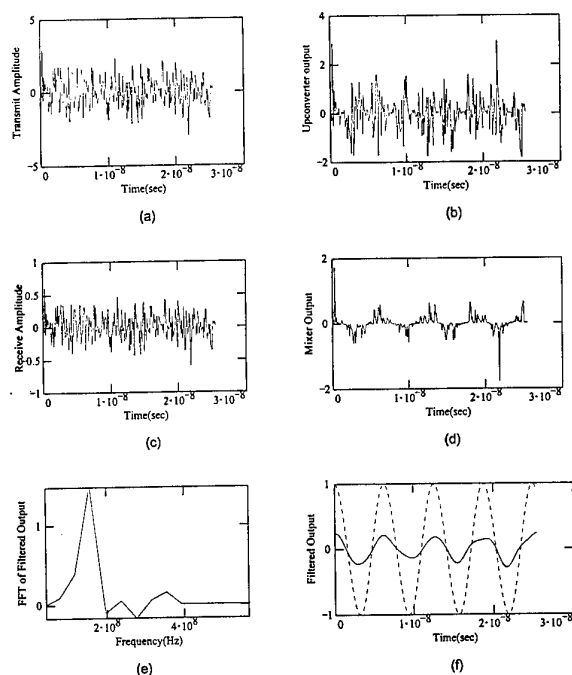 5
Transmit Amplitude
0
5
0
1·10^-8
2·10^-8
3·10^-8
Time(sec)
(a)
4
Upconverter output
2
0
2
0
1·10^-8
2·10^-8
3·10^-8
Time(sec)
(b)
1
Receive Amplitude
0.5
0
0.5
1
0
1·10^-8
2·10^-8
3·10^-8
Time(sec)
(c)
2
Mixer Output
0
2
0
1·10^-8
2·10^-8
3·10^-8
Time(sec)
(d)
FFT of Filtered Output
1
0
2·10^8
4·10^8
Frequency(Hz)
(e)
1
Filtered Output
0
-1
0
1·10^-8
2·10^-8
3·10^-8
Time(sec)
(f)